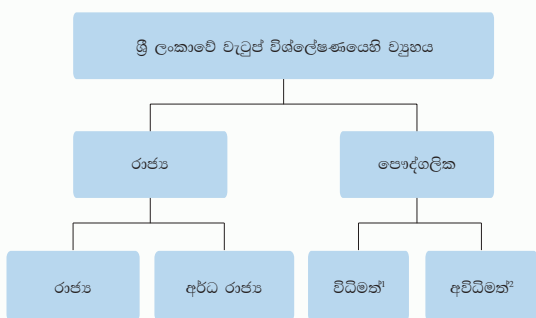 ශ්‍රී ලංකාවේ වැටුප් විශ්ලේෂණයෙහි ව්‍යුහය
රාජ්‍ය
පෞද්ගලික
රාජ්‍ය
අර්ධ රාජ්‍ය
විධිමත්¹
අවිධිමත්²